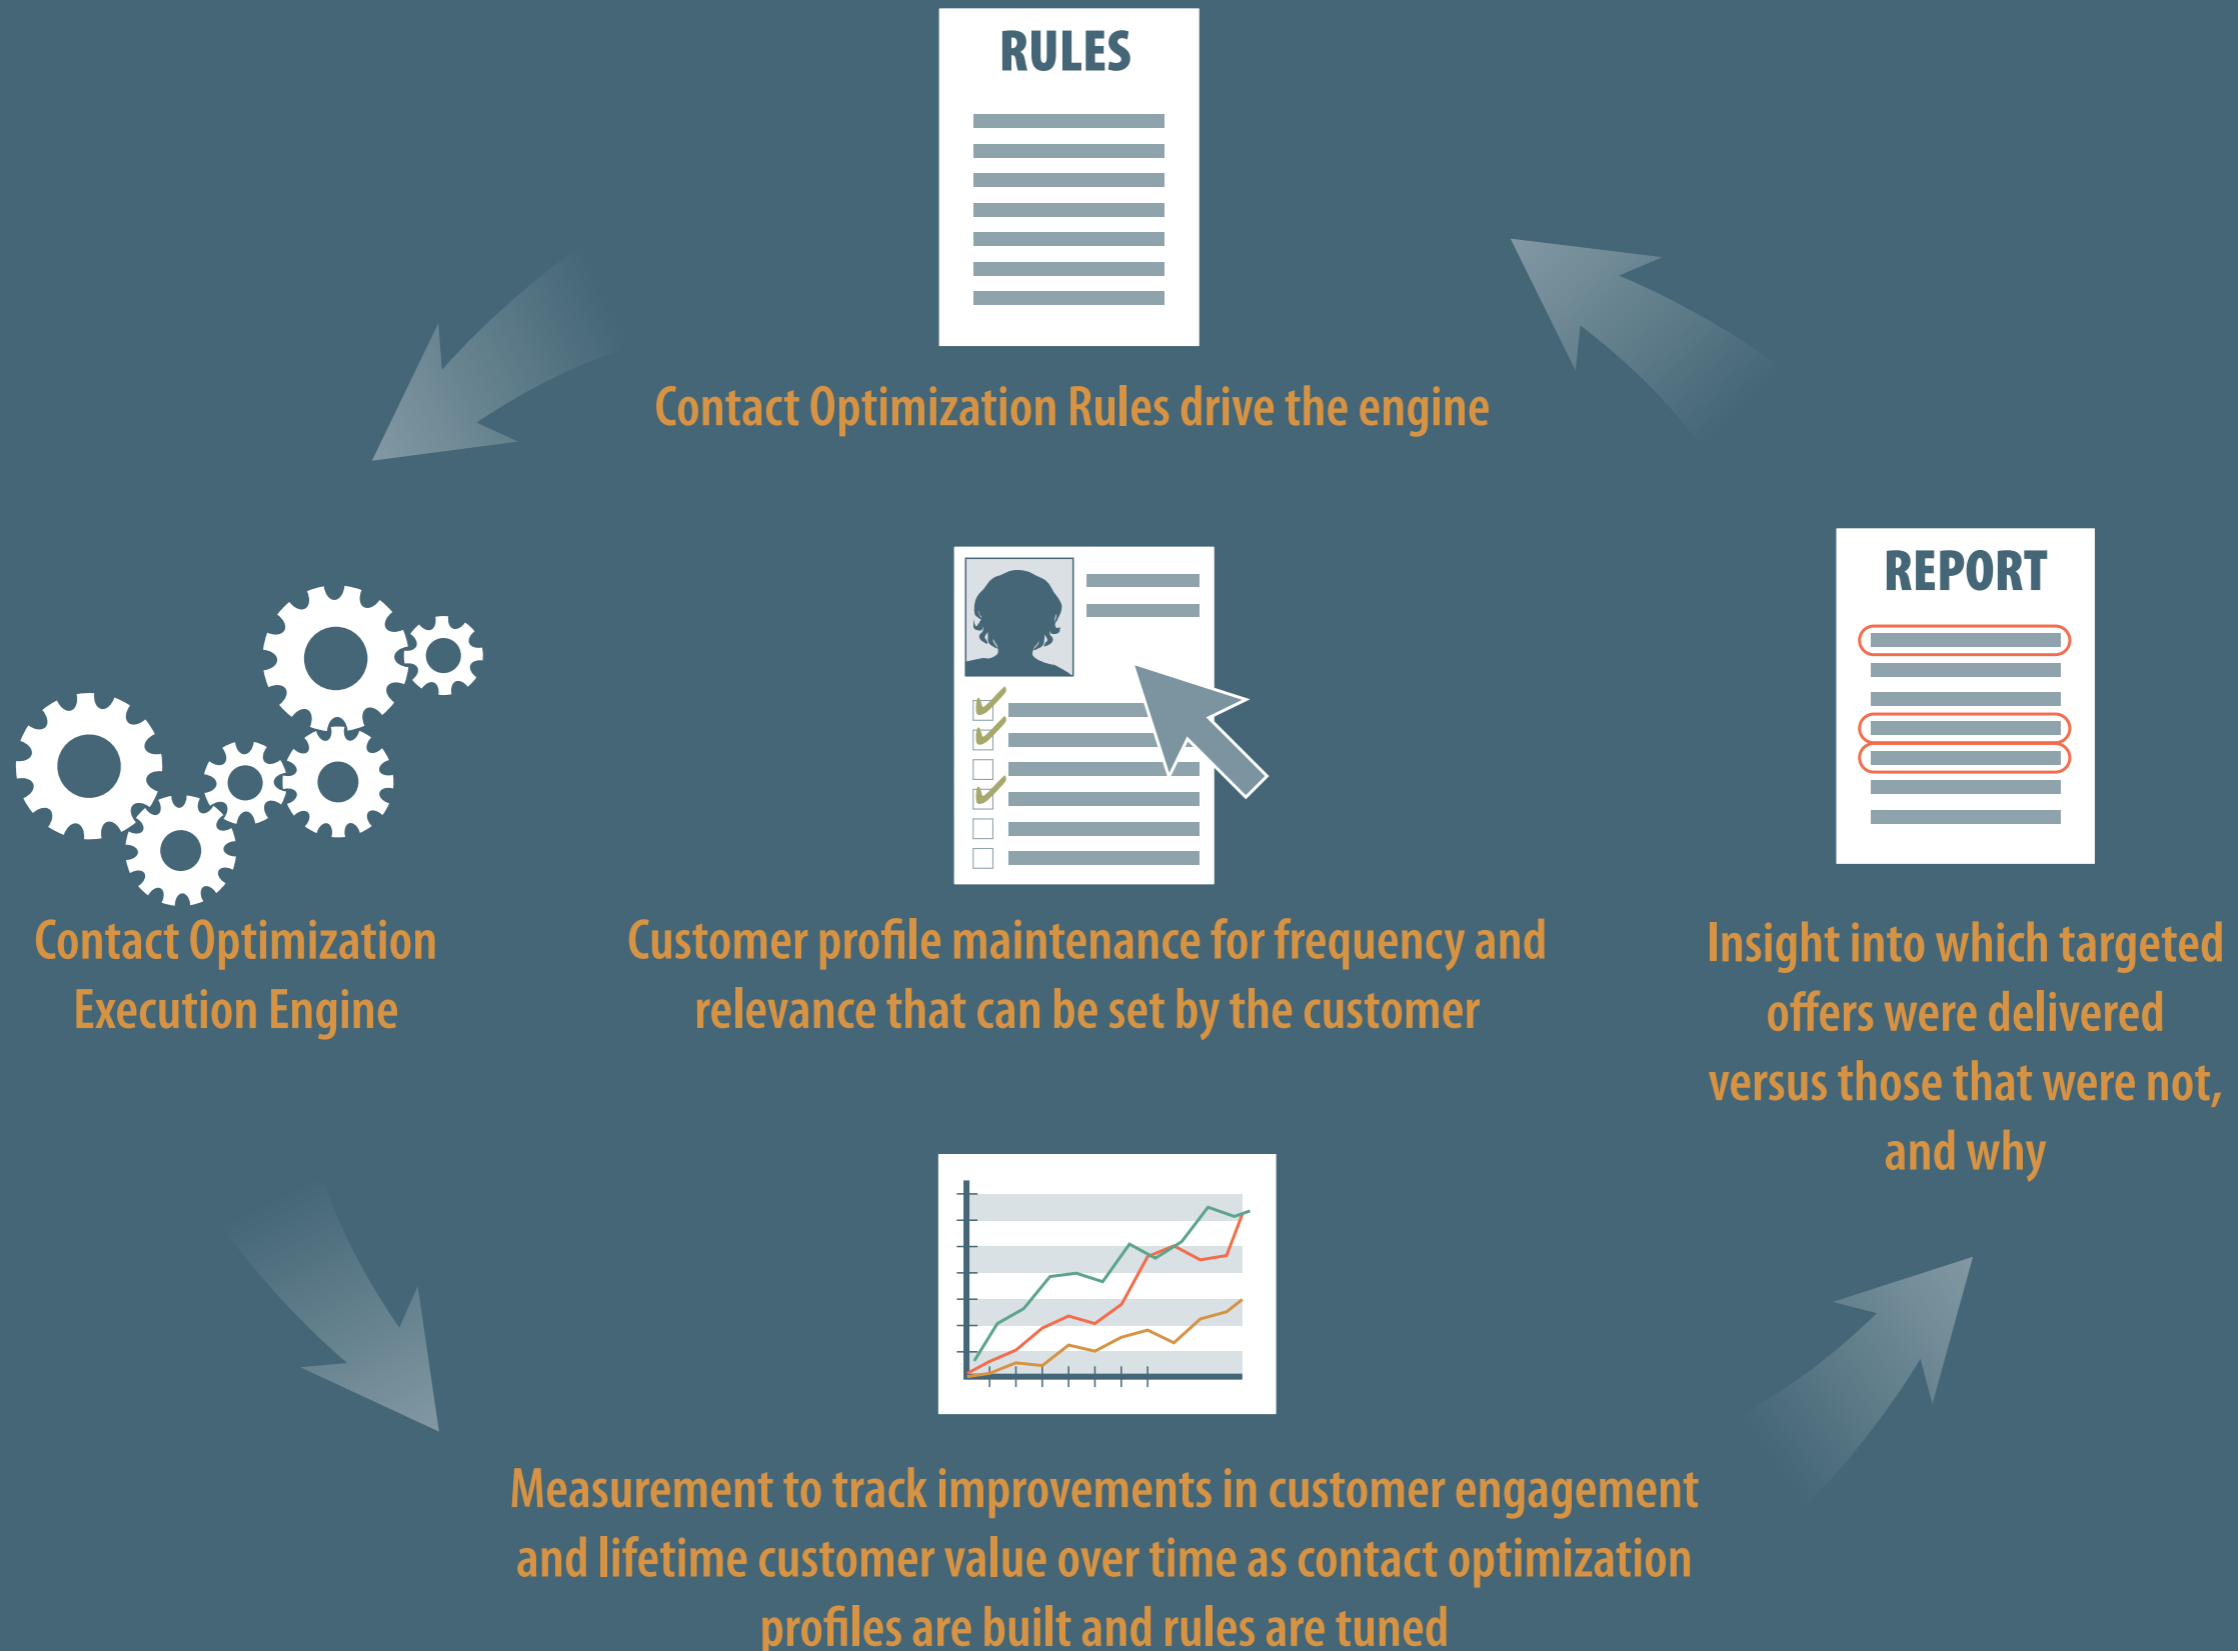 RULES
Contact Optimization Rules drive the engine
REPORT
Contact Optimization
Execution Engine
Customer profile maintenance for frequency and
relevance that can be set by the customer
Insight into which targeted
offers were delivered
versus those that were not,
and why
Measurement to track improvements in customer engagement
and lifetime customer value over time as contact optimization
profiles are built and rules are tuned